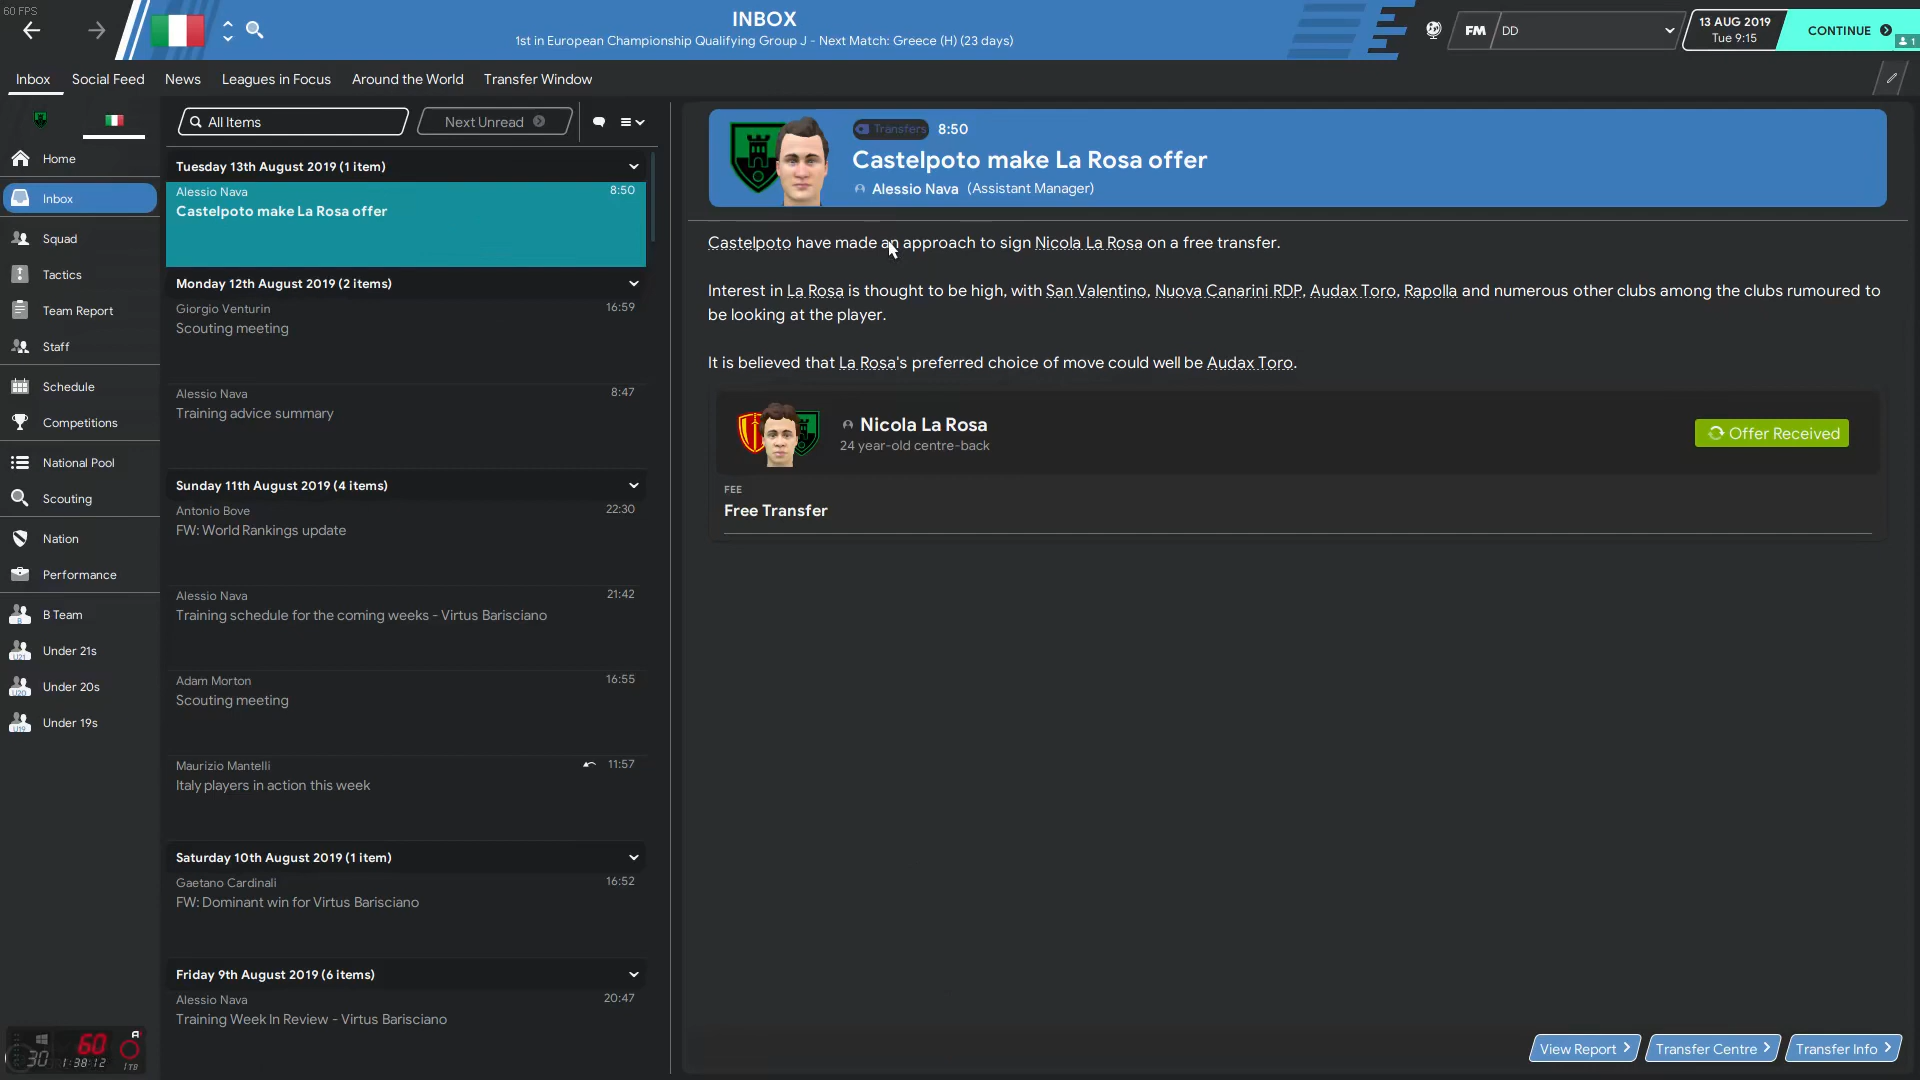 60 FPS
INBOX
1st in European Championship Qualifying Group J - Next Match: Greece (H) (23 days)
FM DD
13 AUG 2019
Tue 9:15
CONTINUE
1
Inbox Social Feed News Leagues in Focus Around the World Transfer Window
Home
Inbox
Squad
Tactics
Team Report
Staff
Schedule
Competitions
National Pool
Scouting
Nation
Performance
B Team
Under 21s
Under 20s
Under 19s
All Items
Next Unread
Tuesday 13th August 2019 (1 item)
Alessio Nava 8:50
Castelpoto make La Rosa offer
Monday 12th August 2019 (2 items)
Giorgio Venturin 16:59
Scouting meeting
Alessio Nava 8:47
Training advice summary
Sunday 11th August 2019 (4 items)
Antonio Bove 22:30
FW: World Rankings update
Alessio Nava 21:42
Training schedule for the coming weeks - Virtus Barisciano
Adam Morton 16:55
Scouting meeting
Maurizio Mantelli 11:57
Italy players in action this week
Saturday 10th August 2019 (1 item)
Gaetano Cardinali 16:52
FW: Dominant win for Virtus Barisciano
Friday 9th August 2019 (6 items)
Alessio Nava 20:47
Training Week In Review - Virtus Barisciano
Transfers 8:50
Castelpoto make La Rosa offer
Alessio Nava (Assistant Manager)
Castelpoto have made an approach to sign Nicola La Rosa on a free transfer.
Interest in La Rosa is thought to be high, with San Valentino, Nuova Canarini RDP, Audax Toro, Rapolla and numerous other clubs among the clubs rumoured to
be looking at the player.
It is believed that La Rosa's preferred choice of move could well be Audax Toro.
Nicola La Rosa
24 year-old centre-back
Offer Received
FEE
Free Transfer
View Report
Transfer Centre
Transfer Info
60
30 1:38:12
A
1TB